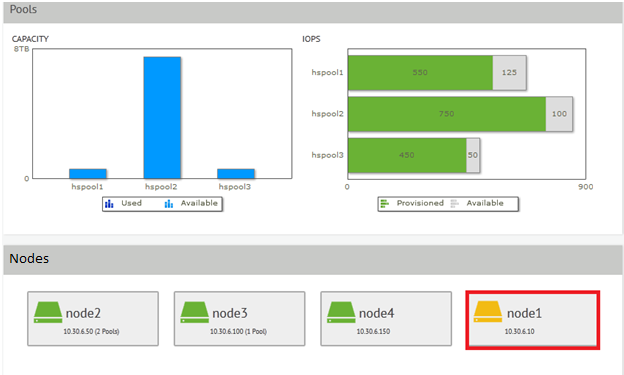 Pools
CAPACITY
8TB
0
hspool1 hspool2 hspool3
Used Available
IOPS
hspool1 550 125
hspool2 750 100
hspool3 450 50
0 900
Provisioned Available
Nodes
node2
10.30.6.50 (2 Pools)
node3
10.30.6.100 (1 Pool)
node4
10.30.6.150
node1
10.30.6.10